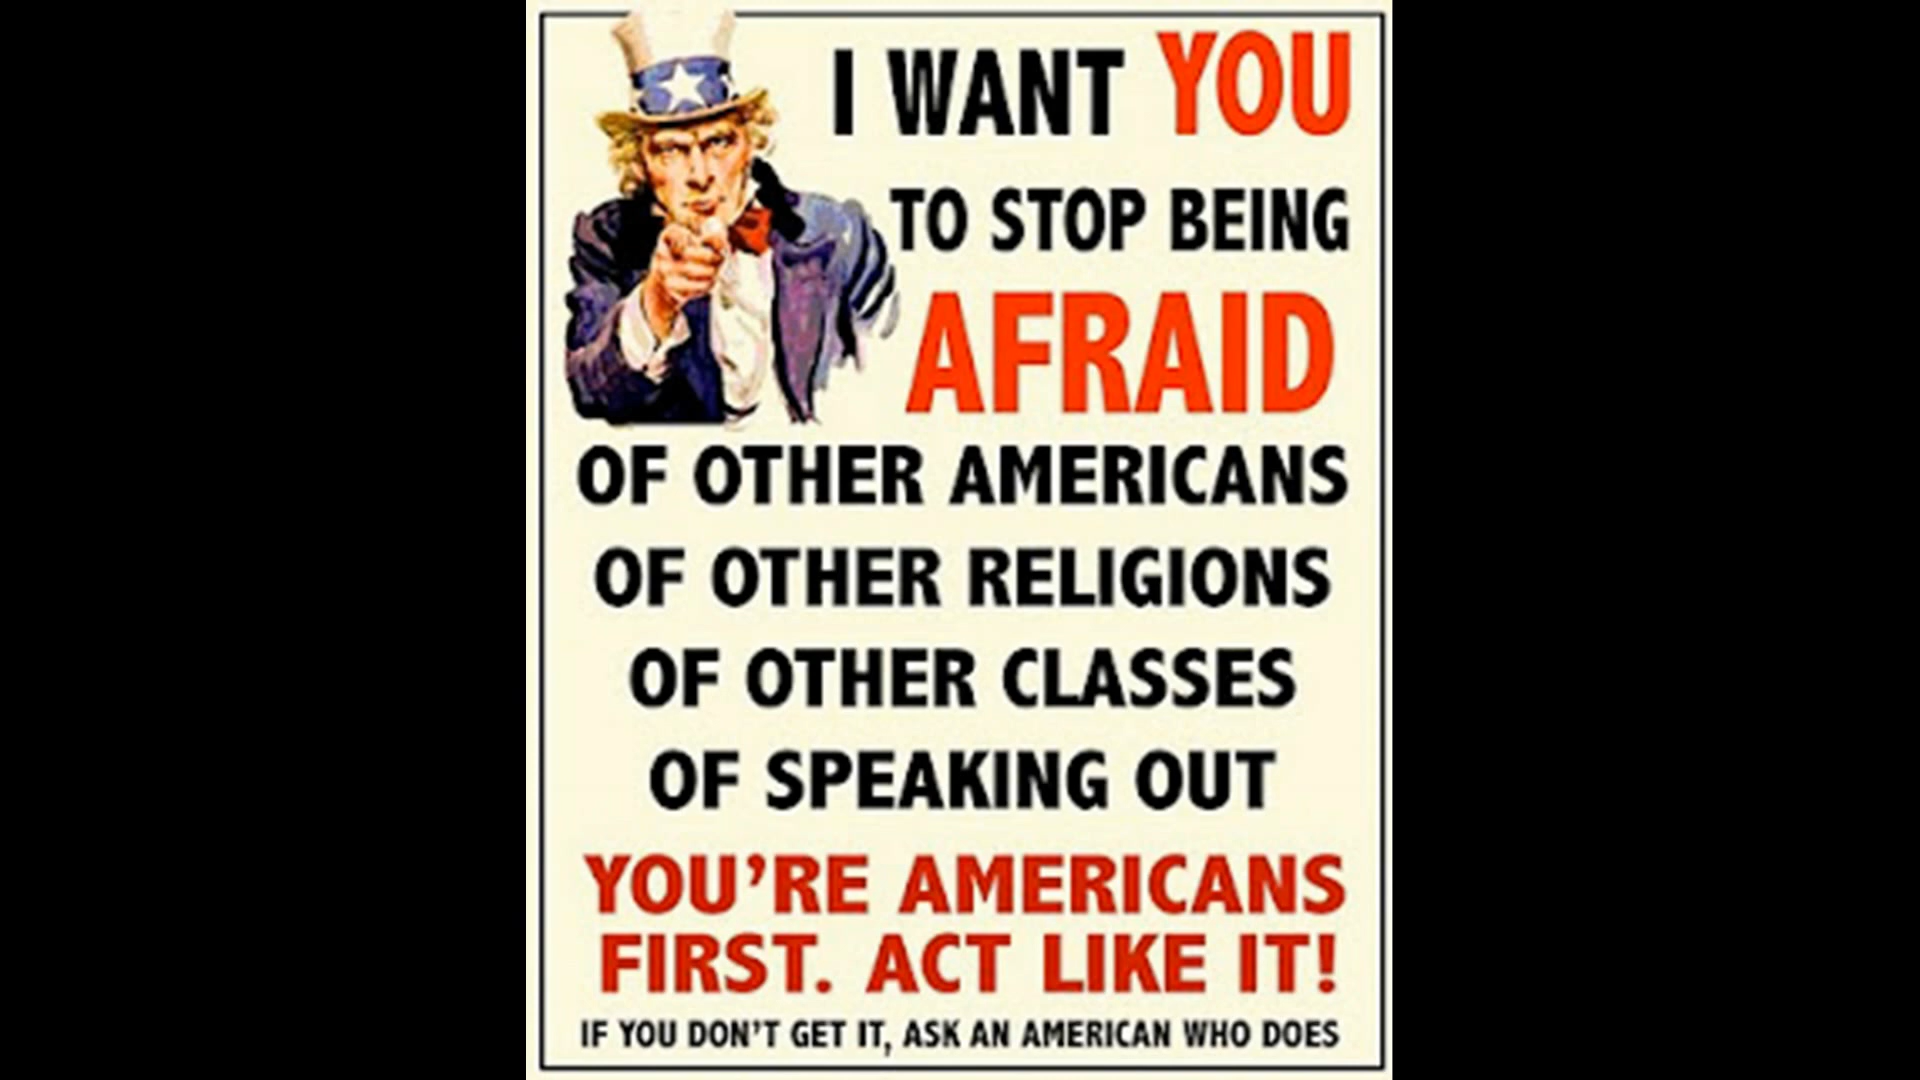 I WANT YOU
TO STOP BEING
AFRAID
OF OTHER AMERICANS
OF OTHER RELIGIONS
OF OTHER CLASSES
OF SPEAKING OUT
YOU'RE AMERICANS
FIRST. ACT LIKE IT!
IF YOU DON'T GET IT, ASK AN AMERICAN WHO DOES